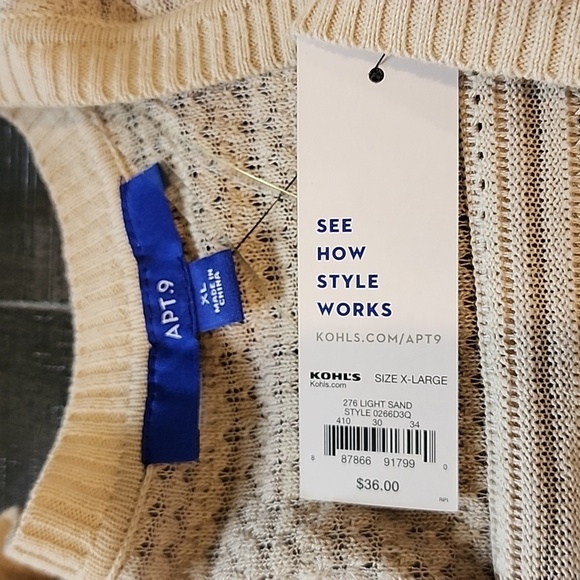 APT.9
XL
MADE IN
CHINA
SEE
HOW
STYLE
WORKS
KOHLS.COM/APT9
KOHL'S
Kohls.com
SIZE X-LARGE
276 LIGHT SAND
STYLE 0266D3Q
410 30 34
8 87866 91799 0
$36.00